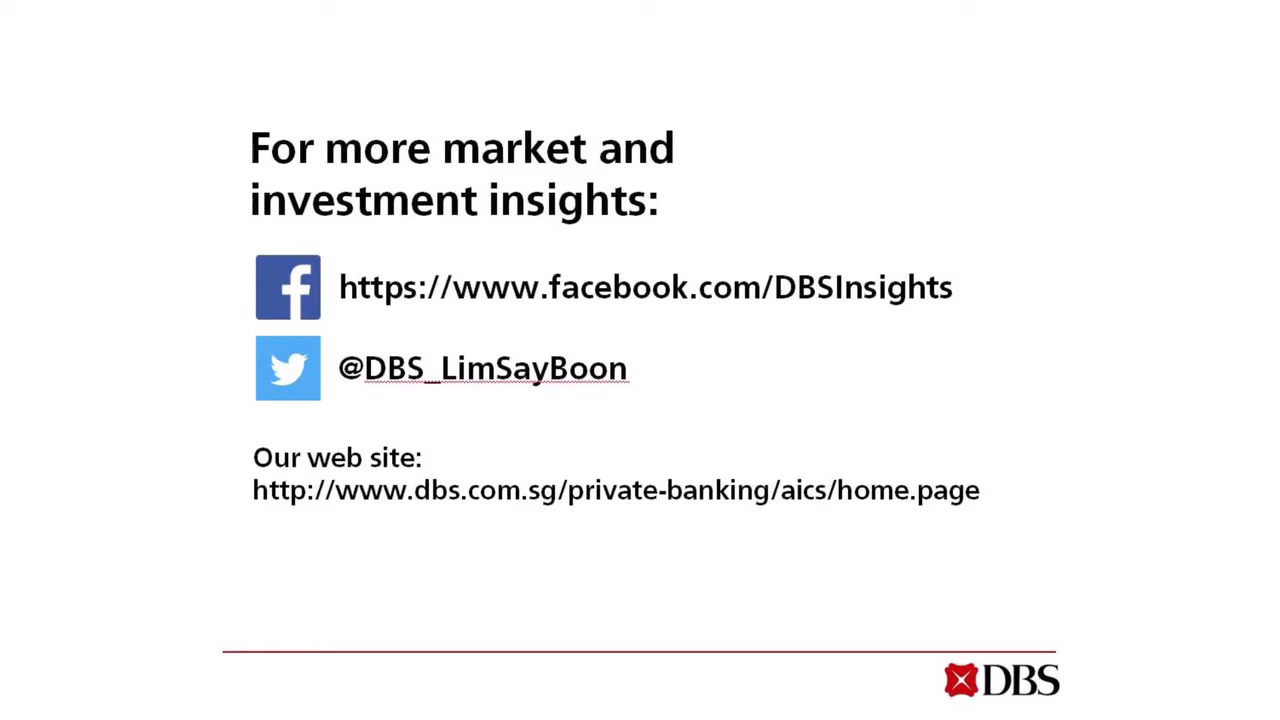 For more market and
investment insights:
https://www.facebook.com/DBSInsights
@DBS_LimSayBoon
Our web site:
http://www.dbs.com.sg/private-banking/aics/home.page
DBS